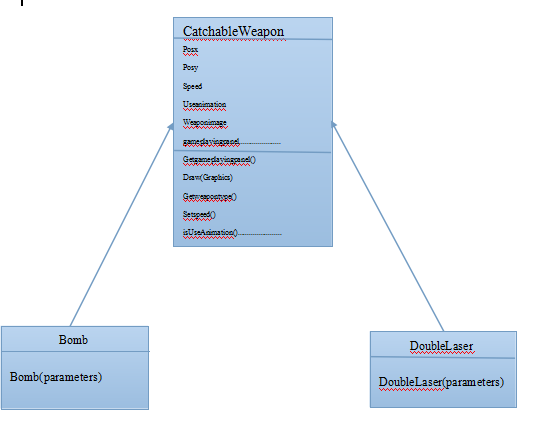 CatchableWeapon
Posx
Posy
Speed
Useanimation
Weaponimage
gameplayingpanel
Getgameplayingpanel()
Draw(Graphics)
Getweapontype()
Setspeed()
isUseAnimation()
Bomb
Bomb(parameters)
DoubleLaser
DoubleLaser(parameters)